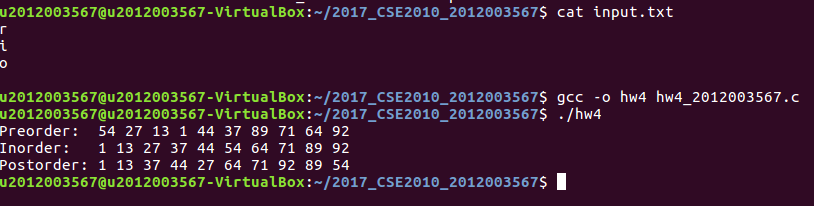 u2012003567@u2012003567-VirtualBox:~/2017_CSE2010_2012003567$ cat input.txt
r
i
o
u2012003567@u2012003567-VirtualBox:~/2017_CSE2010_2012003567$ gcc -o hw4 hw4_2012003567.c
u2012003567@u2012003567-VirtualBox:~/2017_CSE2010_2012003567$ ./hw4
Preorder:  54 27 13 1 44 37 89 71 64 92
Inorder:   1 13 27 37 44 54 64 71 89 92
Postorder: 1 13 37 44 27 64 71 92 89 54
u2012003567@u2012003567-VirtualBox:~/2017_CSE2010_2012003567$